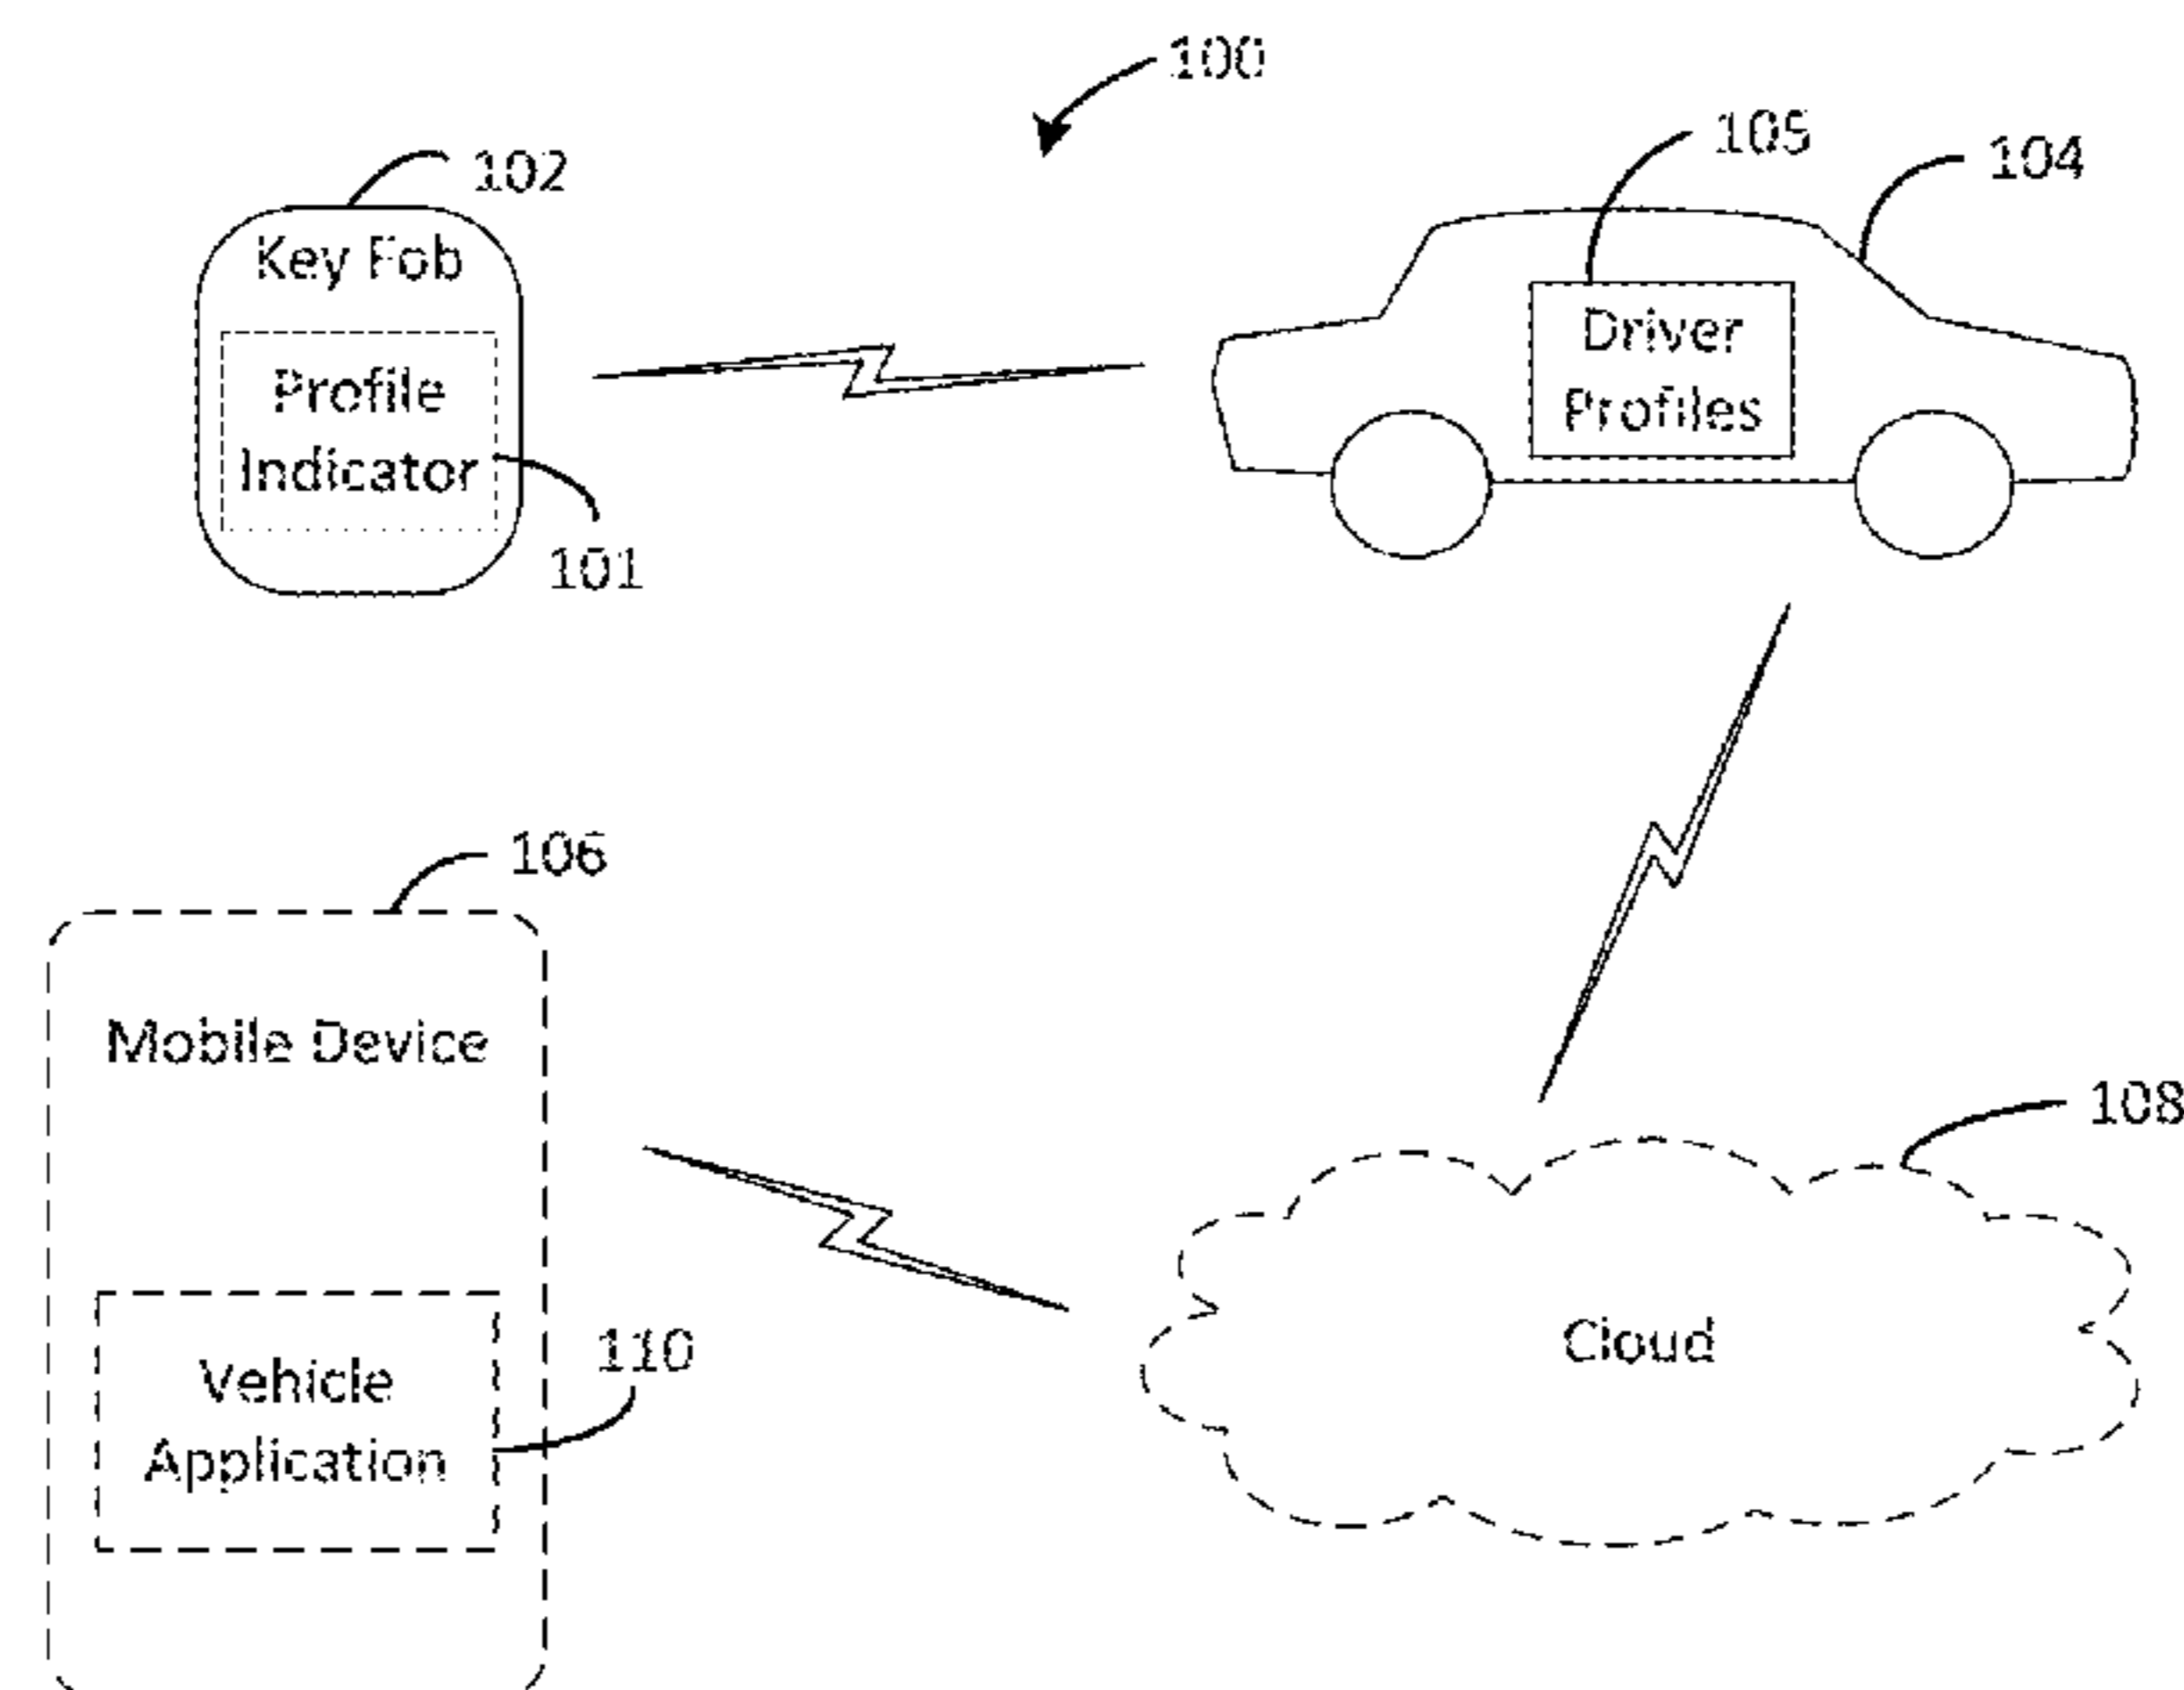 100
105
104
102
Key Fob
Profile
Indicator
101
Driver
Profiles
106
Mobile Device
Vehicle
Application
110
108
Cloud